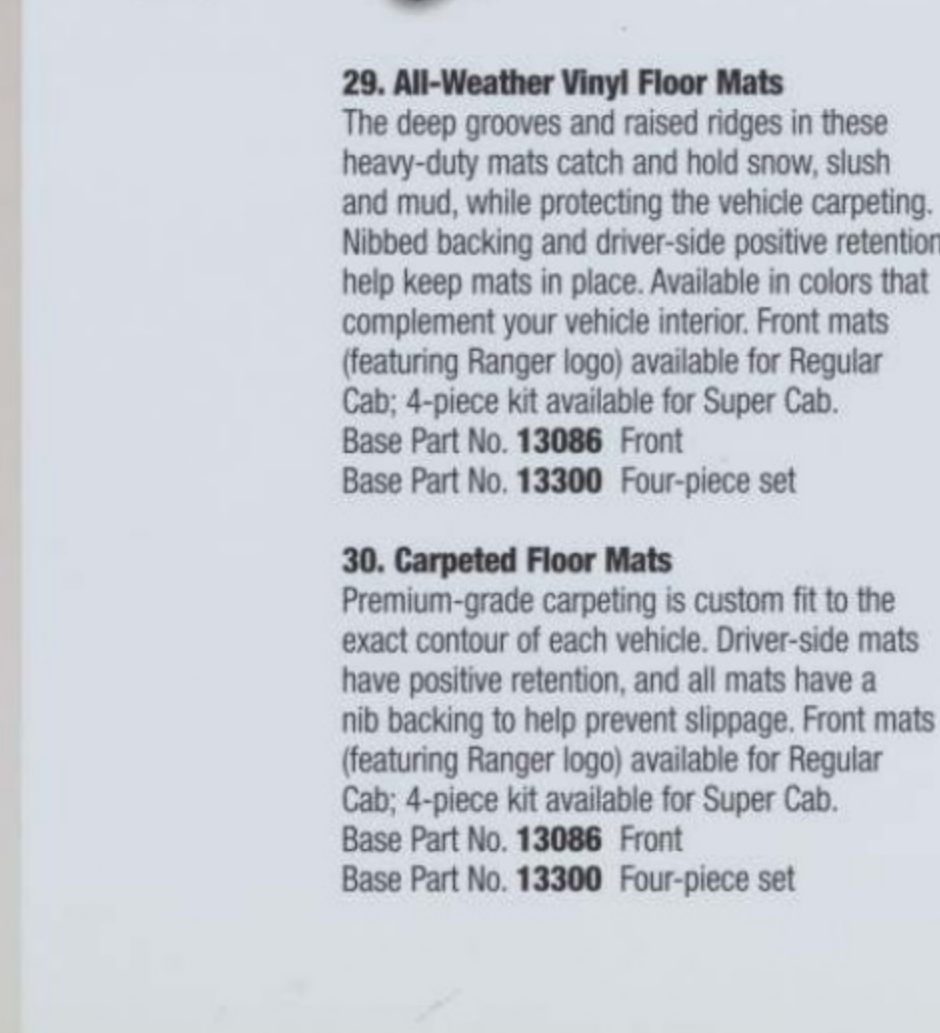 29. All-Weather Vinyl Floor Mats
The deep grooves and raised ridges in these
heavy-duty mats catch and hold snow, slush
and mud, while protecting the vehicle carpeting.
Nibbed backing and driver-side positive retention
help keep mats in place. Available in colors that
complement your vehicle interior. Front mats
(featuring Ranger logo) available for Regular
Cab; 4-piece kit available for Super Cab.
Base Part No. 13086 Front
Base Part No. 13300 Four-piece set
30. Carpeted Floor Mats
Premium-grade carpeting is custom fit to the
exact contour of each vehicle. Driver-side mats
have positive retention, and all mats have a
nib backing to help prevent slippage. Front mats
(featuring Ranger logo) available for Regular
Cab; 4-piece kit available for Super Cab.
Base Part No. 13086 Front
Base Part No. 13300 Four-piece set